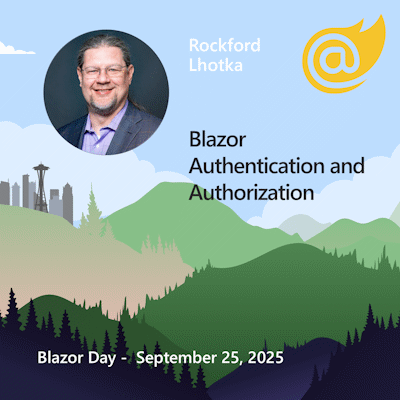 Rockford
Lhotka
Blazor
Authentication and
Authorization
Blazor Day - September 25, 2025